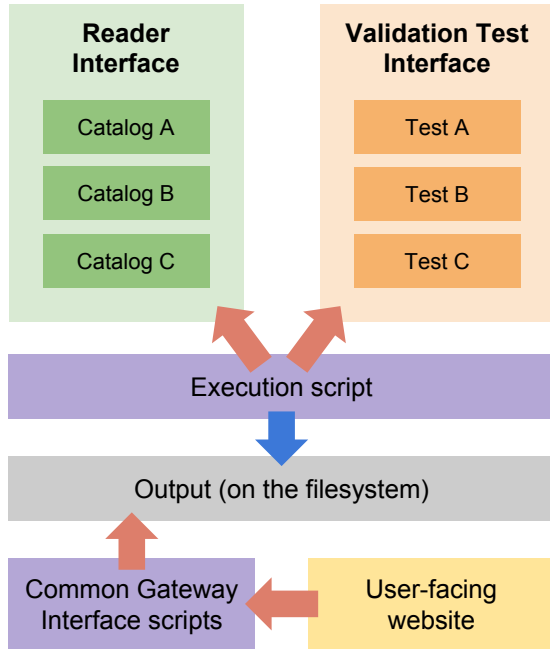 Reader
Interface
Catalog A
Catalog B
Catalog C
Validation Test
Interface
Test A
Test B
Test C
Execution script
Output (on the filesystem)
Common Gateway
Interface scripts
User-facing
website